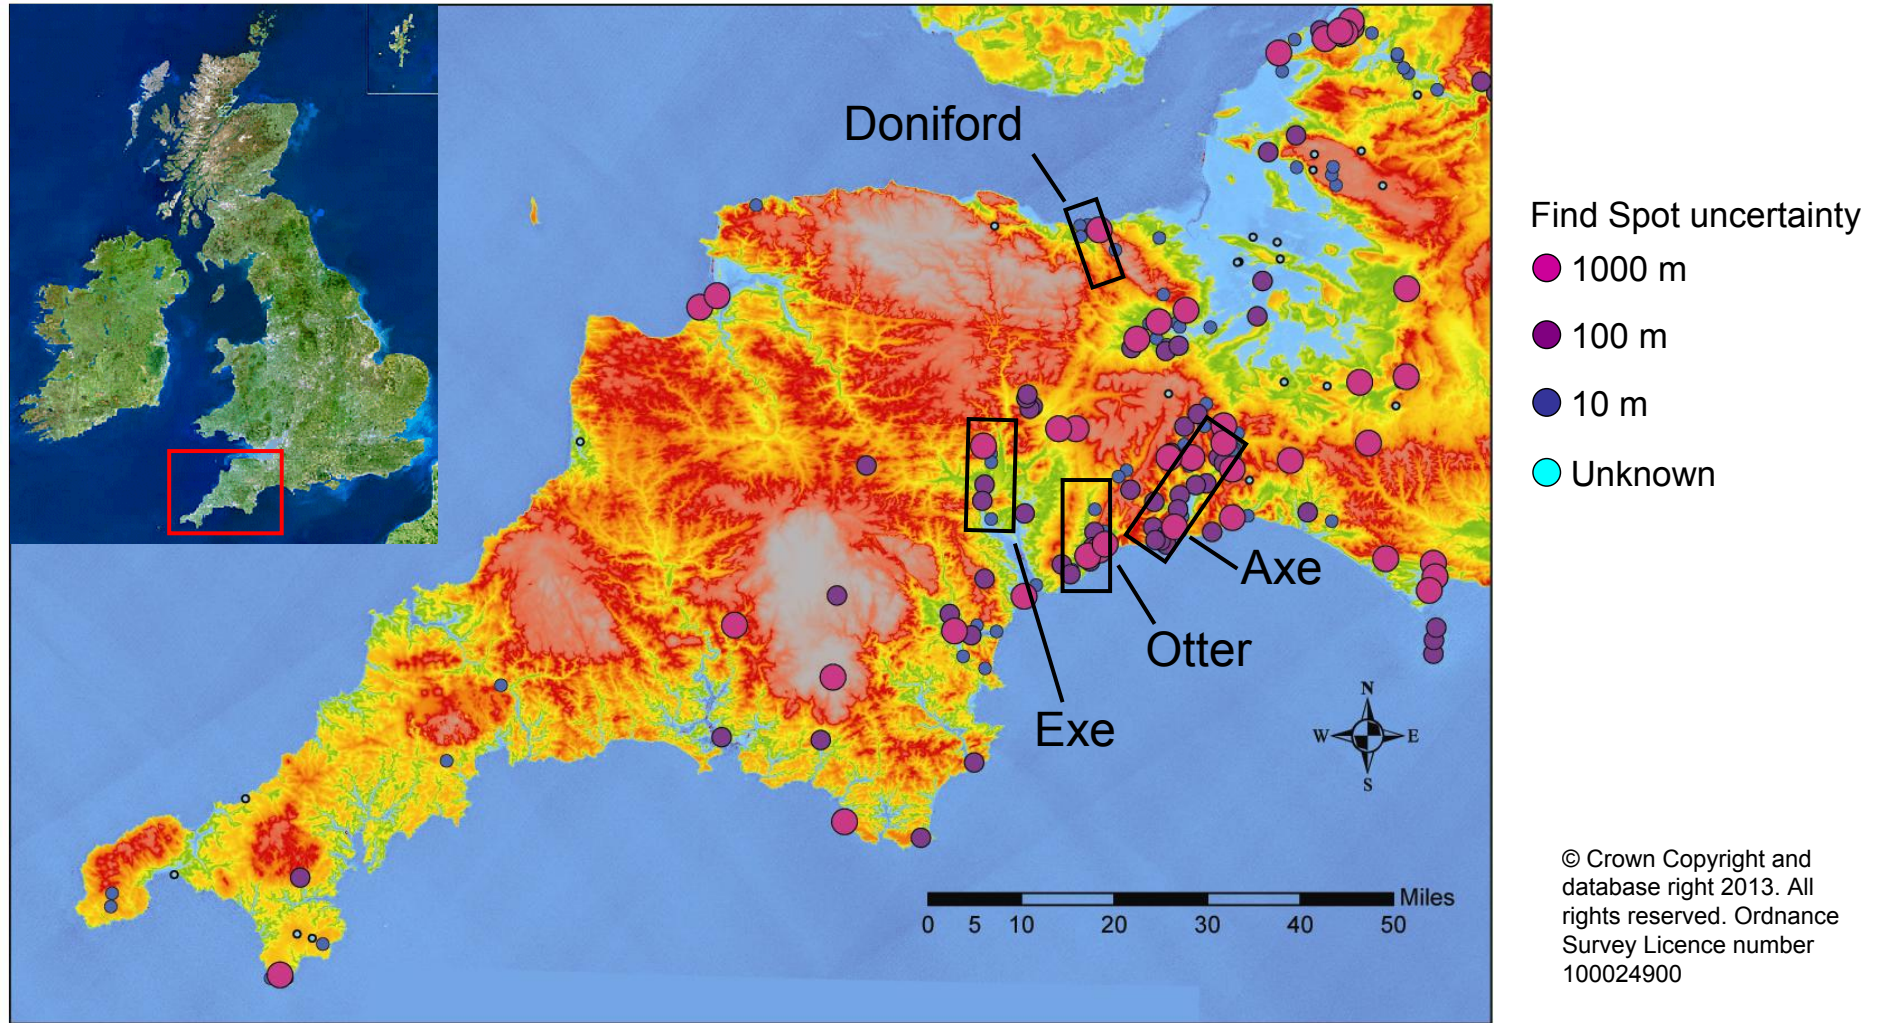 Doniford
Exe
Otter
Axe
N
W
E
S
Miles
0 5 10 20 30 40 50
Find Spot uncertainty
1000 m
100 m
10 m
Unknown
© Crown Copyright and
database right 2013. All
rights reserved. Ordnance
Survey Licence number
100024900